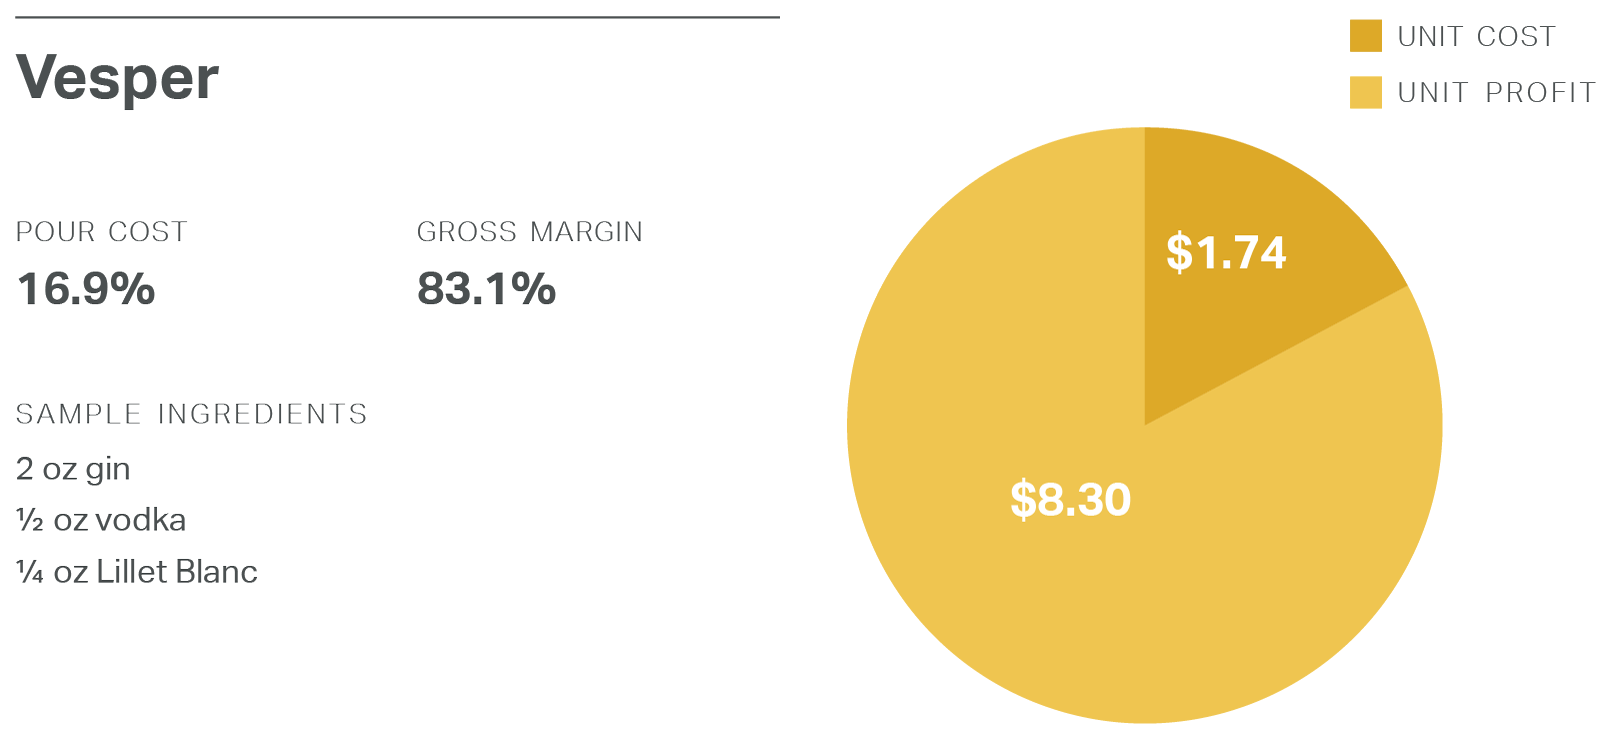 Vesper
POUR COST
16.9%
GROSS MARGIN
83.1%
SAMPLE INGREDIENTS
2 oz gin
½ oz vodka
¼ oz Lillet Blanc
UNIT COST
UNIT PROFIT
$1.74
$8.30